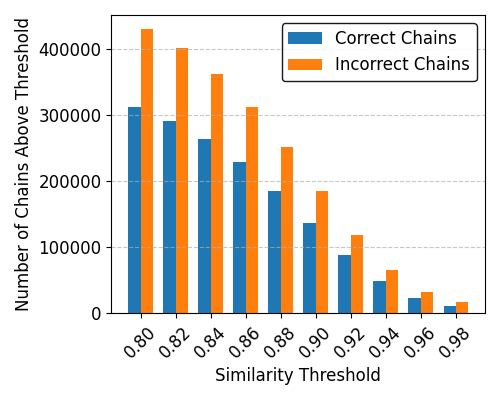 Number of Chains Above Threshold
400000
300000
200000
100000
0
Correct Chains
Incorrect Chains
0.80 0.82 0.84 0.86 0.88 0.90 0.92 0.94 0.96 0.98
Similarity Threshold